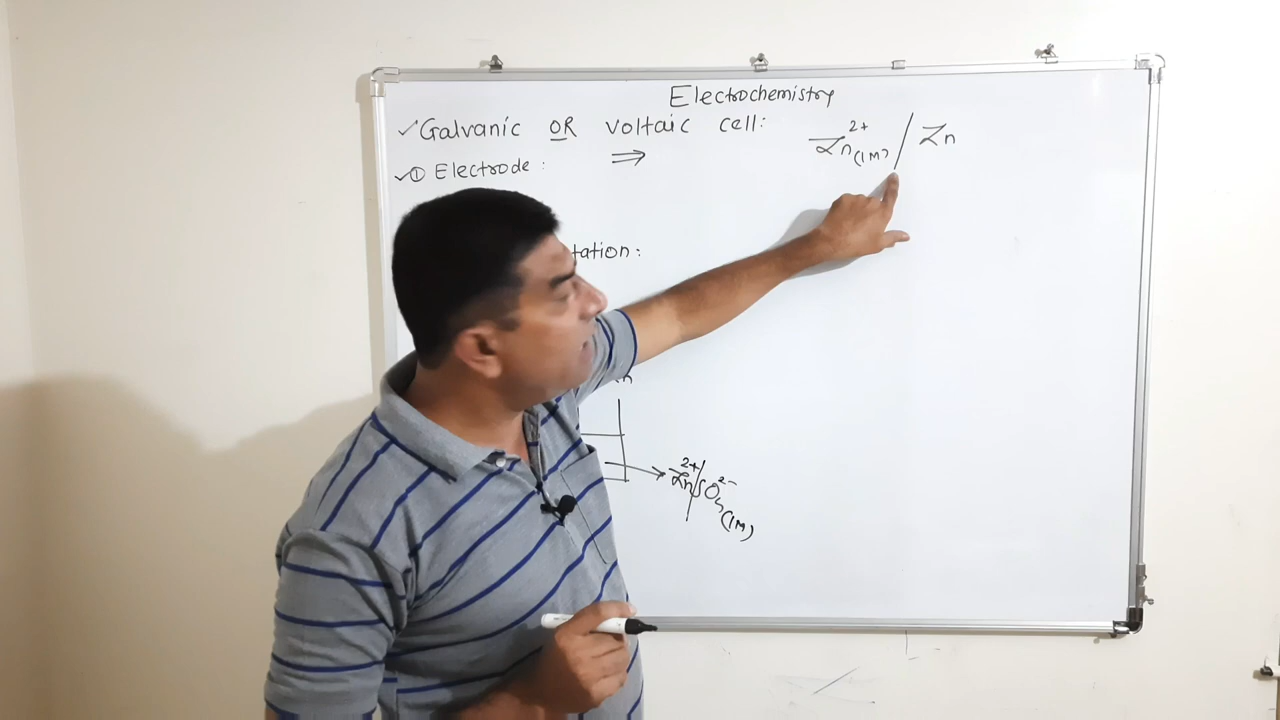 Electrochemistry
✓Galvanic OR voltaic cell:
Zn²⁺(1M) / Zn
✓① Electrode : ⇒
tation:
n
→ Zn²⁺/SO₄²⁻(1M)